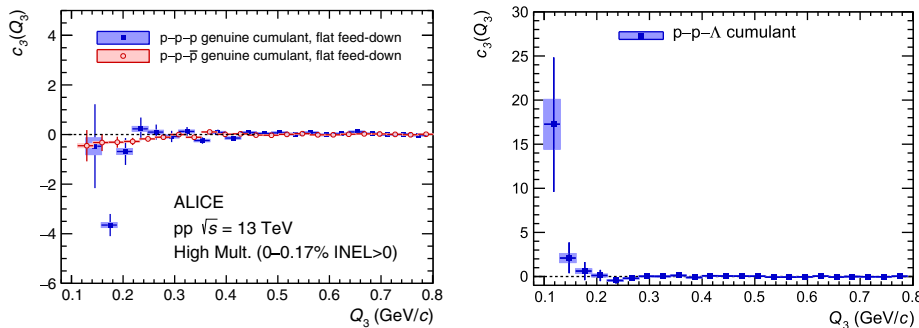 c₃(Q₃)
4
2
0
−2
−4
−6
p−p−p genuine cumulant, flat feed-down
p−p−p̅ genuine cumulant, flat feed-down
ALICE
pp √s = 13 TeV
High Mult. (0−0.17% INEL>0)
0.1 0.2 0.3 0.4 0.5 0.6 0.7 0.8
Q₃ (GeV/c)
c₃(Q₃)
30
25
20
15
10
5
0
p−p−Λ cumulant
0.1 0.2 0.3 0.4 0.5 0.6 0.7 0.8
Q₃ (GeV/c)